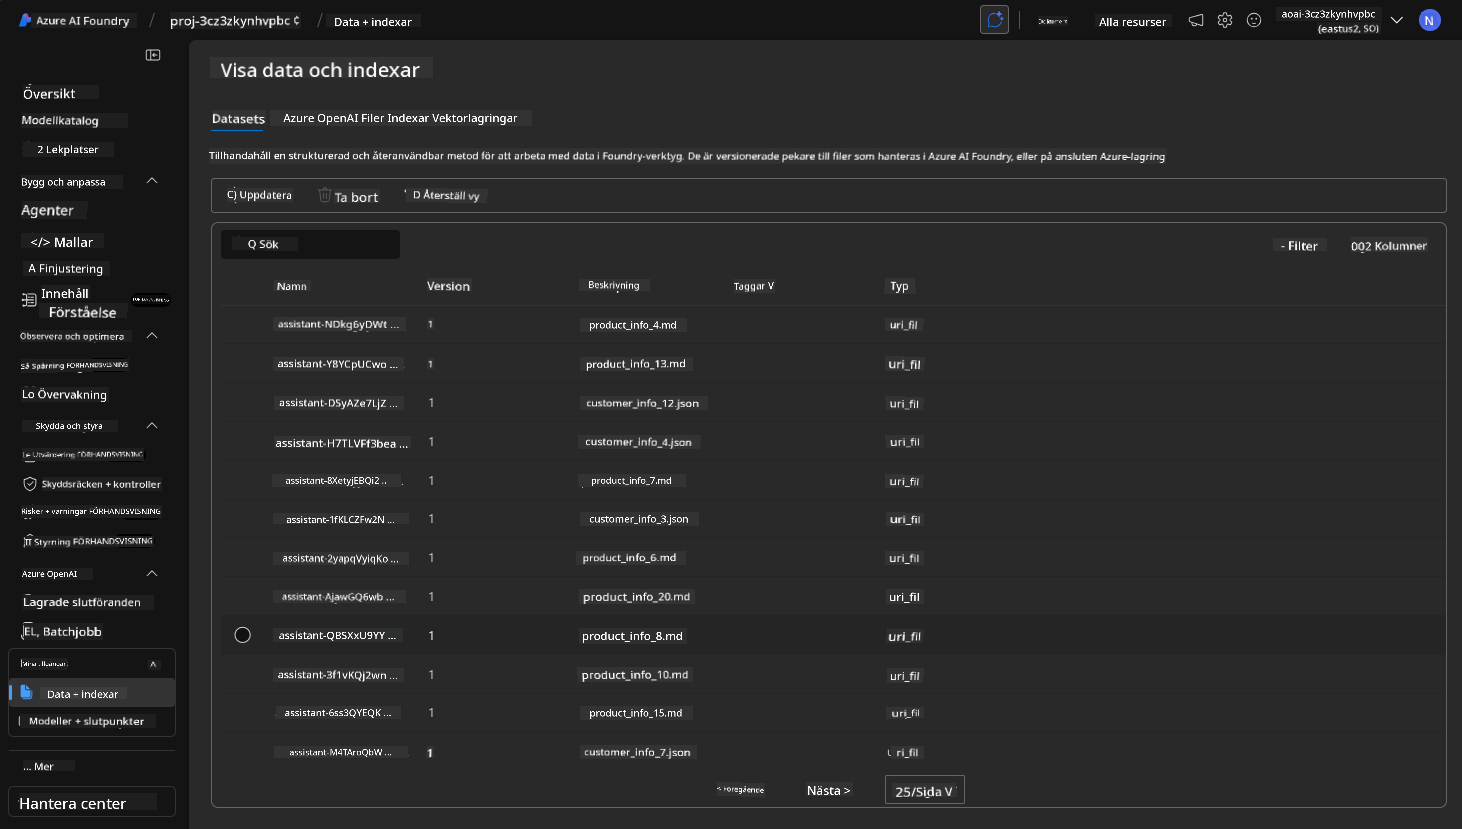 Azure AI Foundry / proj-3cz3zkynhvpbc ¢ / Data + indexar
Dokument
Alla resurser
aoai-3cz3zkynhvpbc
(eastus2, SO)
N
Översikt
Modellkatalog
2 Lekplatser
Bygg och anpassa
Agenter
</> Mallar
A Finjustering
Innehåll
Förståelse
Observera och optimera
Så Spårning FÖRHANDSVISNING
Lo Övervakning
Skydda och styra
Le Utvärdering FÖRHANDSVISNING
Skyddsräcken + kontroller
Risker + varningar FÖRHANDSVISNING
Styrning FÖRHANDSVISNING
Azure OpenAI
Lagrade slutföranden
EL, Batchjobb
Data + indexar
Modeller + slutpunkter
... Mer
Hantera center
Visa data och indexar
Datasets Azure OpenAI Filer Indexar Vektorlagringar
Tillhandahåll en strukturerad och återanvändbar metod för att arbeta med data i Foundry-verktyg. De är versionerade pekare till filer som hanteras i Azure AI Foundry, eller på ansluten Azure-lagring
C) Uppdatera Ta bort D Återställ vy
Q Sök - Filter 002 Kolumner
Namn Version Beskrivning Taggar V Typ
assistant-NDkg6yDWt ... 1 product_info_4.md uri_fil
assistant-Y8YCpUCwo ... 1 product_info_13.md uri_fil
assistant-DSyAZe7LjZ ... 1 customer_info_12.json uri_fil
assistant-H7TLVFf3bea ... 1 customer_info_4.json uri_fil
assistant-8XetyjEBQi2 .. 1 product_info_7.md uri_fil
assistant-1fKLCZFw2N ... 1 customer_info_3.json uri_fil
assistant-2yapqVyiqKo ... 1 product_info_6.md uri_fil
assistant-AjawGQ6wb ... 1 product_info_20.md uri_fil
assistant-QBSXxU9YY ... 1 product_info_8.md uri_fil
assistant-3f1vKQj2wn ... 1 product_info_10.md uri_fil
assistant-6ss3QYEQK ... 1 product_info_15.md uri_fil
assistant-M4TAroQbW ... 1 customer_info_7.json uri_fil
< Föregående Nästa > 25/Sida V